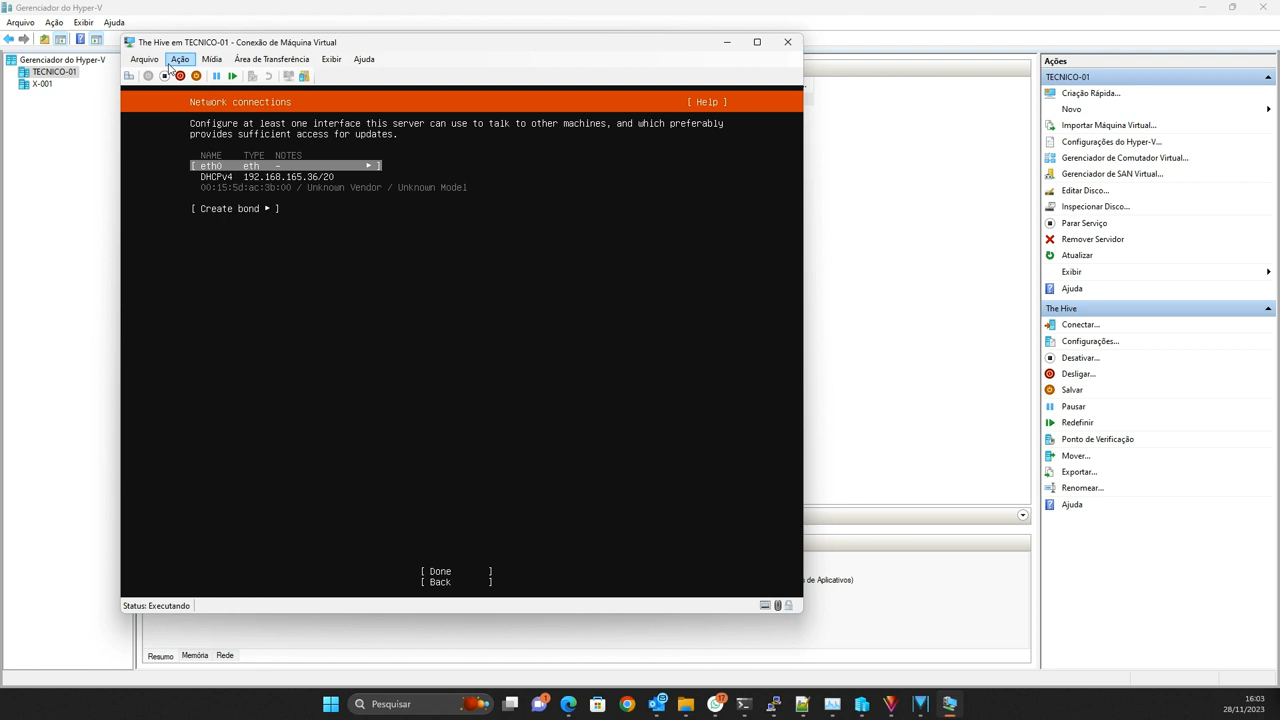 Gerenciador do Hyper-V
Arquivo Ação Exibir Ajuda
Gerenciador do Hyper-V
TECNICO-01
X-001
The Hive em TECNICO-01 - Conexão de Máquina Virtual
Arquivo Ação Mídia Área de Transferência Exibir Ajuda
Network connections [ Help ]
Configure at least one interface this server can use to talk to other machines, and which preferably
provides sufficient access for updates.
NAME TYPE NOTES
[ eth0 eth - ▸ ]
DHCPv4 192.168.165.36/20
00:15:5d:ac:3b:00 / Unknown Vendor / Unknown Model
[ Create bond ▸ ]
[ Done ]
[ Back ]
Status: Executando
s de Aplicativos)
Resumo Memória Rede
Ações
TECNICO-01
Criação Rápida...
Novo
Importar Máquina Virtual...
Configurações do Hyper-V...
Gerenciador de Comutador Virtual...
Gerenciador de SAN Virtual...
Editar Disco...
Inspecionar Disco...
Parar Serviço
Remover Servidor
Atualizar
Exibir
Ajuda
The Hive
Conectar...
Configurações...
Desativar...
Desligar...
Salvar
Pausar
Redefinir
Ponto de Verificação
Mover...
Exportar...
Renomear...
Ajuda
Pesquisar
1
17
16:03
28/11/2023